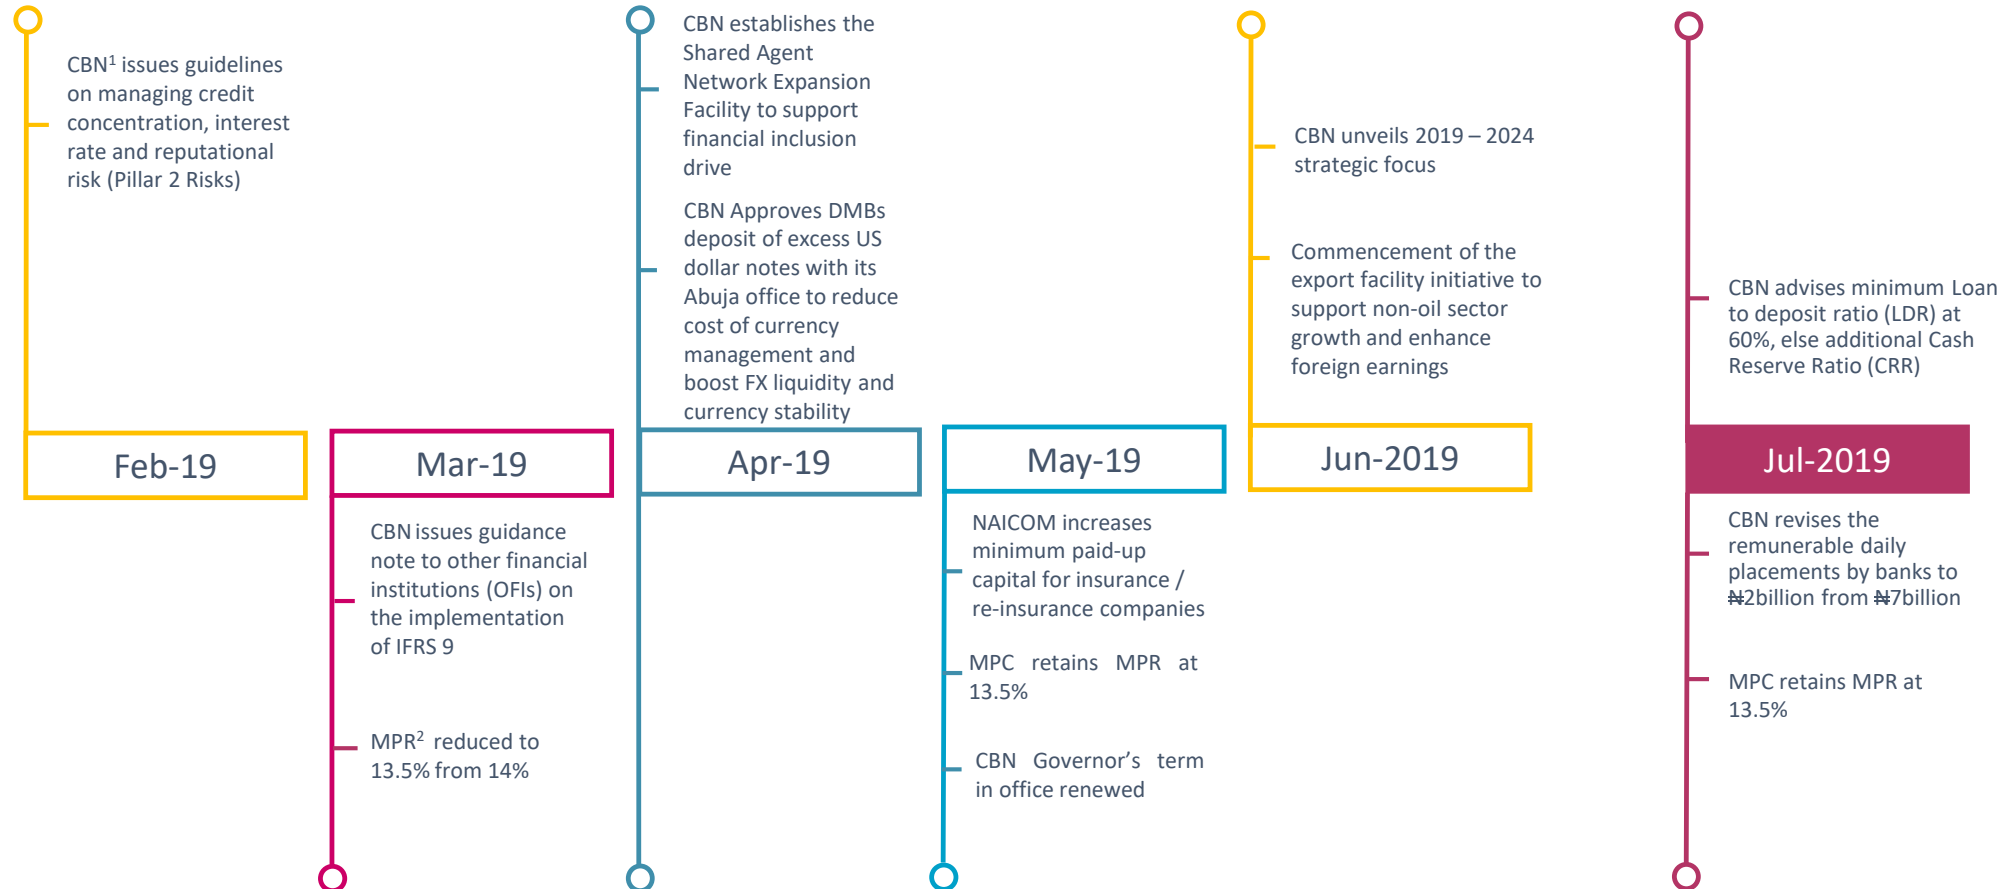 CBN¹ issues guidelines
on managing credit
concentration, interest
rate and reputational
risk (Pillar 2 Risks)
Feb-19
Mar-19
CBN issues guidance
note to other financial
institutions (OFIs) on
the implementation
of IFRS 9
MPR² reduced to
13.5% from 14%
CBN establishes the
Shared Agent
Network Expansion
Facility to support
financial inclusion
drive
CBN Approves DMBs
deposit of excess US
dollar notes with its
Abuja office to reduce
cost of currency
management and
boost FX liquidity and
currency stability
Apr-19
May-19
NAICOM increases
minimum paid-up
capital for insurance /
re-insurance companies
MPC retains MPR at
13.5%
CBN Governor’s term
in office renewed
CBN unveils 2019 – 2024
strategic focus
Commencement of the
export facility initiative to
support non-oil sector
growth and enhance
foreign earnings
Jun-2019
CBN advises minimum Loan
to deposit ratio (LDR) at
60%, else additional Cash
Reserve Ratio (CRR)
Jul-2019
CBN revises the
remunerable daily
placements by banks to
₦2billion from ₦7billion
MPC retains MPR at
13.5%